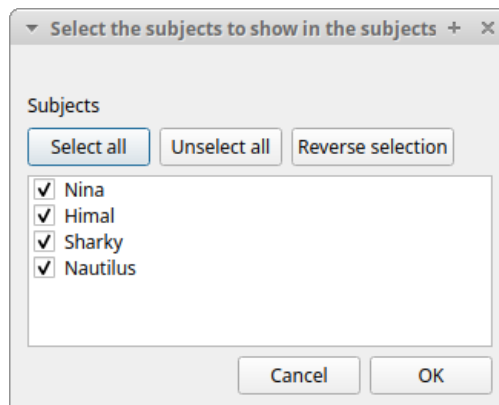 Select the subjects to show in the subjects
Subjects
Select all Unselect all Reverse selection
Nina
Himal
Sharky
Nautilus
Cancel OK